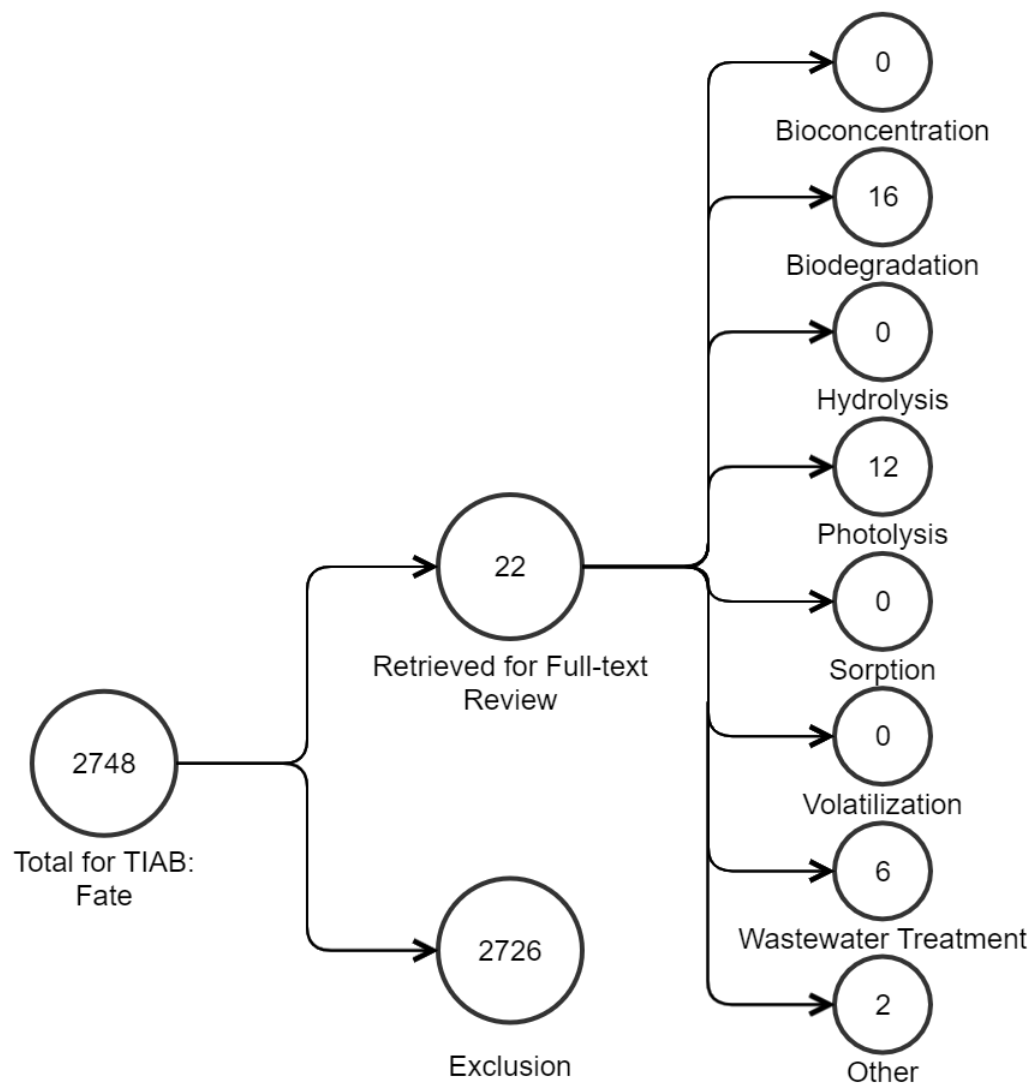 2748
Total for TIAB:
Fate
22
Retrieved for Full-text
Review
2726
Exclusion
0
Bioconcentration
16
Biodegradation
0
Hydrolysis
12
Photolysis
0
Sorption
0
Volatilization
6
Wastewater Treatment
2
Other